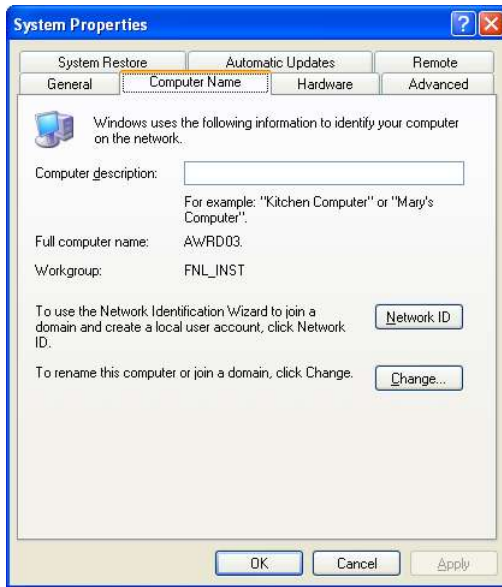 System Properties
System Restore
Automatic Updates
Remote
General
Computer Name
Hardware
Advanced
Windows uses the following information to identify your computer
on the network.
Computer description:
For example: "Kitchen Computer" or "Mary's
Computer".
Full computer name:
AWRD03.
Workgroup:
FNL_INST
To use the Network Identification Wizard to join a
domain and create a local user account, click Network
ID.
Network ID
To rename this computer or join a domain, click Change.
Change...
OK
Cancel
Apply